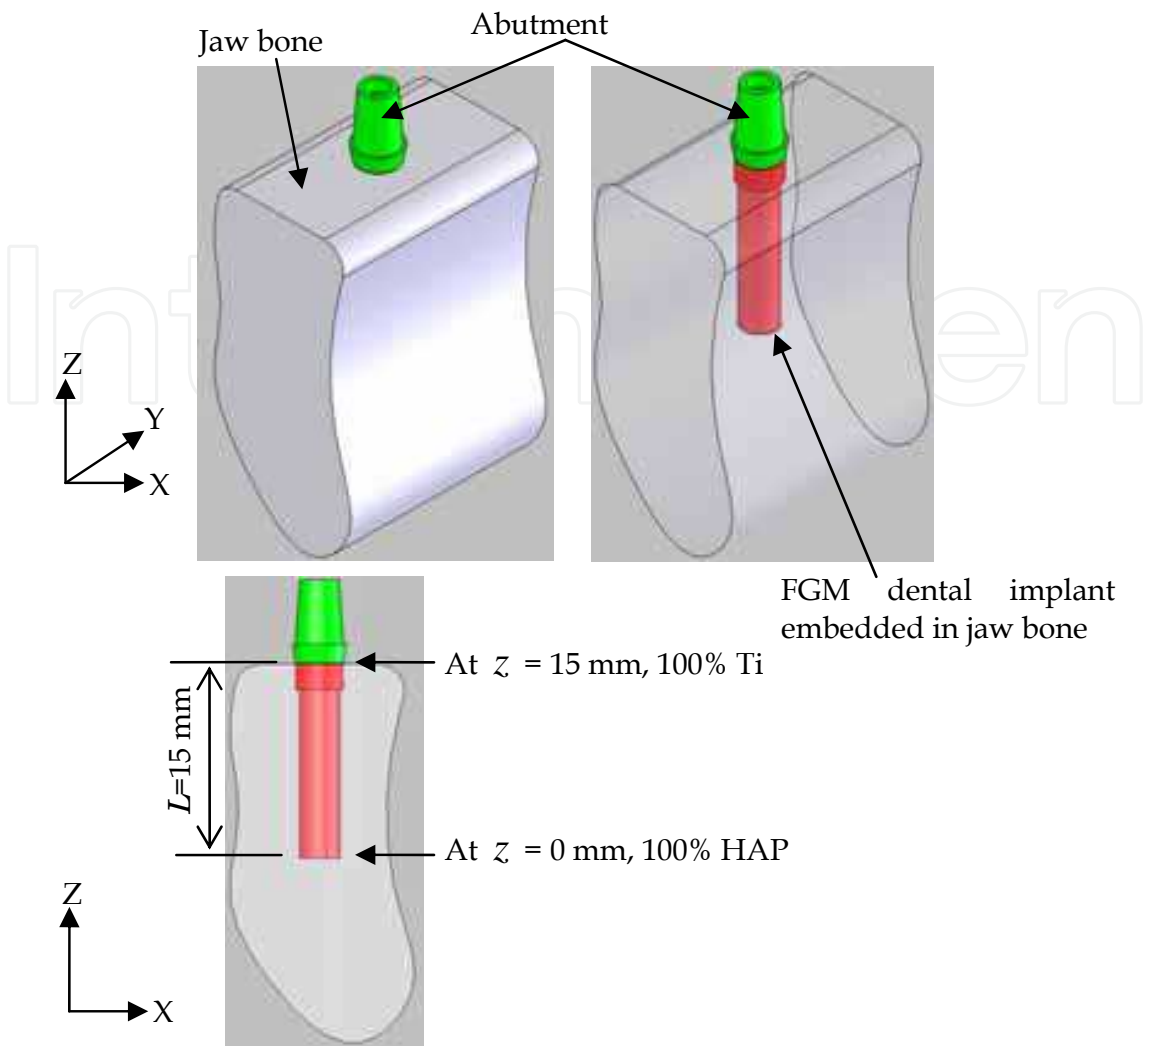 Jaw bone
Abutment
Z
Y
X
FGM dental implant
embedded in jaw bone
At z = 15 mm, 100% Ti
L=15 mm
At z = 0 mm, 100% HAP
Z
X